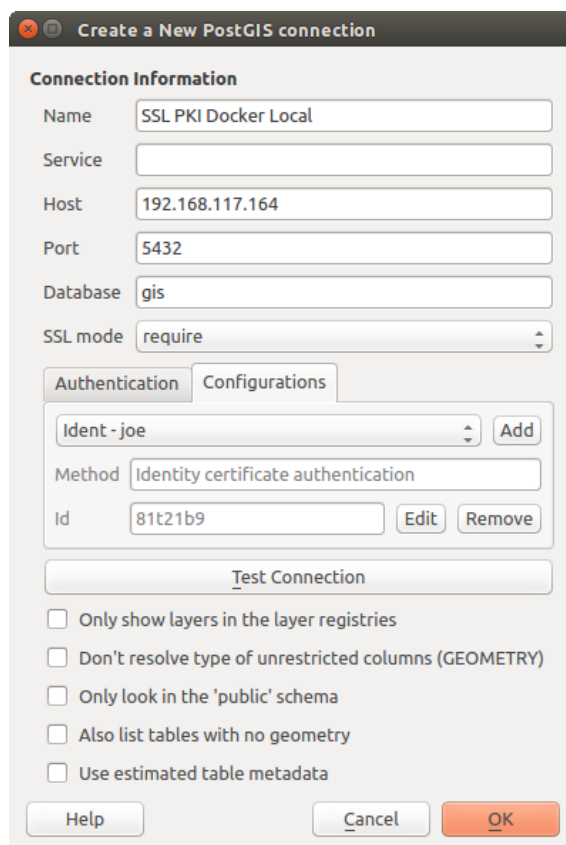 Create a New PostGIS connection
Connection Information
Name SSL PKI Docker Local
Service
Host 192.168.117.164
Port 5432
Database gis
SSL mode require
Authentication Configurations
Ident - joe Add
Method Identity certificate authentication
Id 81t21b9 Edit Remove
Test Connection
Only show layers in the layer registries
Don't resolve type of unrestricted columns (GEOMETRY)
Only look in the 'public' schema
Also list tables with no geometry
Use estimated table metadata
Help Cancel OK